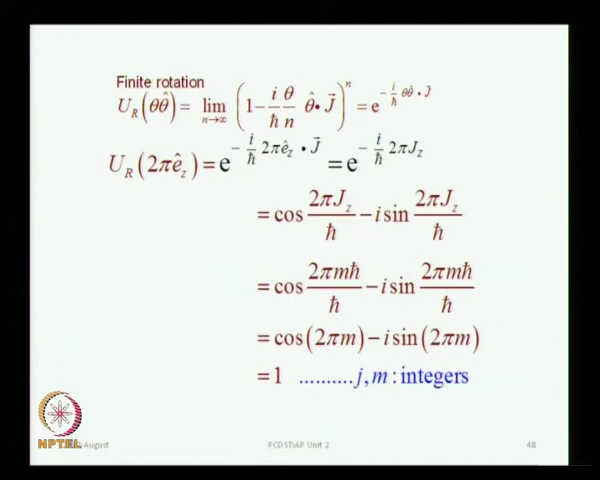 Finite rotation
U_R(θθ̂) = lim_{n→∞} (1 − (i/ħ)(θ/n) θ̂•J⃗)^n = e^{−(i/ħ)θθ̂•J⃗}
U_R(2πê_z) = e^{−(i/ħ)2πê_z•J⃗} = e^{−(i/ħ)2πJ_z}
= cos (2πJ_z/ħ) − i sin (2πJ_z/ħ)
= cos (2πmħ/ħ) − i sin (2πmħ/ħ)
= cos(2πm) − i sin(2πm)
= 1 ..........j,m : integers
NPTEL
August PCDSTIAP Unit 2 48